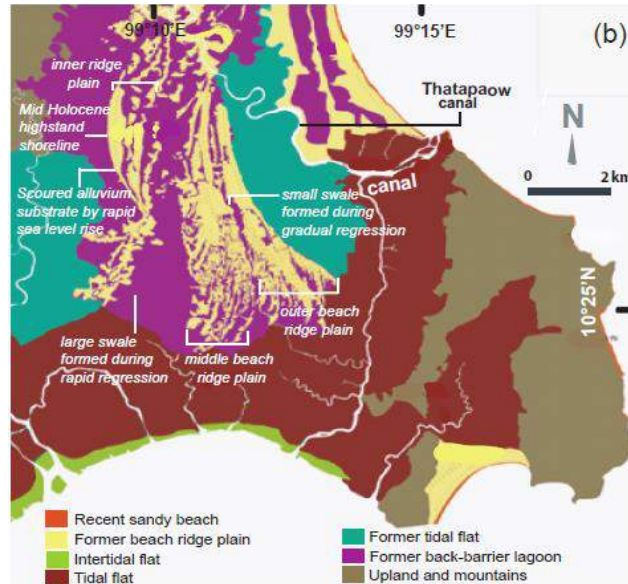 99°10'E
99°15'E
(b)
inner ridge
plain
Thatapaow
canal
Mid Holocene
highstand
shoreline
N
0 2 km
canal
Scoured alluvium
substrate by rapid
sea level rise
small swale
formed during
gradual regression
10°25'N
outer beach
ridge plain
large swale
formed during
rapid regression
middle beach
ridge plain
Recent sandy beach
Former beach ridge plain
Intertidal flat
Tidal flat
Former tidal flat
Former back-barrier lagoon
Upland and mountains